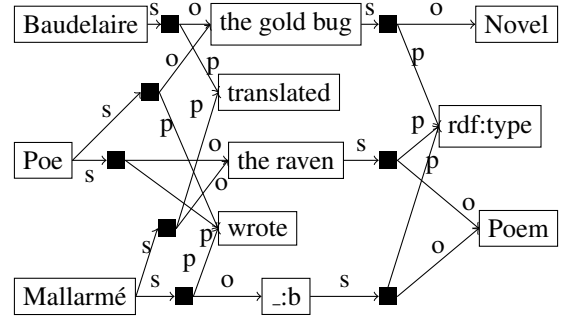 Baudelaire s o the gold bug s o Novel
s o p p
p translated
p rdf:type
Poe s o the raven s p p
o o
s p wrote Poem
p o
Mallarmé s o _:b s